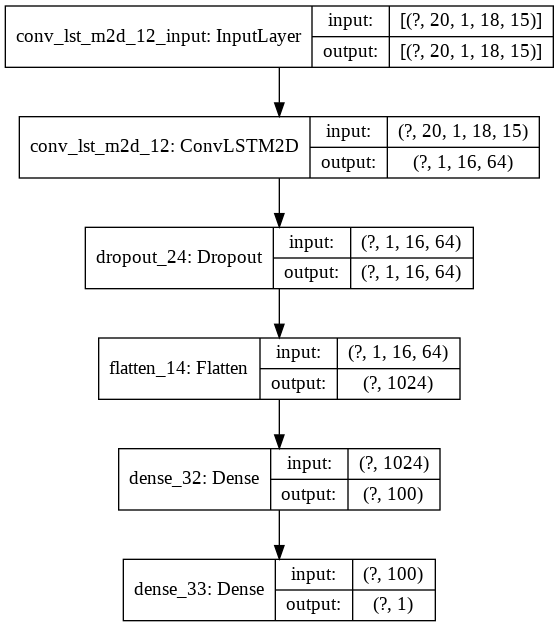 conv_lst_m2d_12_input: InputLayer
input: [(?, 20, 1, 18, 15)]
output: [(?, 20, 1, 18, 15)]
conv_lst_m2d_12: ConvLSTM2D
input: (?, 20, 1, 18, 15)
output: (?, 1, 16, 64)
dropout_24: Dropout
input: (?, 1, 16, 64)
output: (?, 1, 16, 64)
flatten_14: Flatten
input: (?, 1, 16, 64)
output: (?, 1024)
dense_32: Dense
input: (?, 1024)
output: (?, 100)
dense_33: Dense
input: (?, 100)
output: (?, 1)